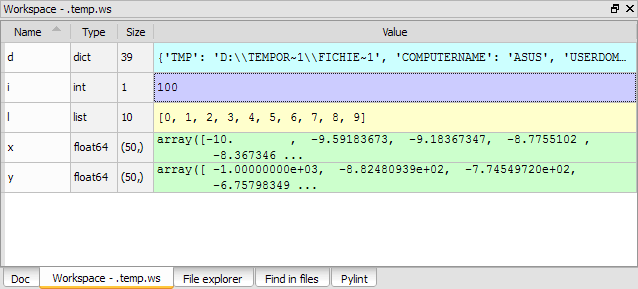 Workspace - .temp.ws
Name Type Size Value
d dict 39 {'TMP': 'D:\\TEMPOR~1\\FICHIE~1', 'COMPUTERNAME': 'ASUS', 'USERDOM...
i int 1 100
l list 10 [0, 1, 2, 3, 4, 5, 6, 7, 8, 9]
x float64 (50,) array([-10.        ,  -9.59183673,  -9.18367347,  -8.7755102 ,
-8.367346 ...
y float64 (50,) array([ -1.00000000e+03,  -8.82480939e+02,  -7.74549720e+02,
-6.75798349 ...
Doc Workspace - .temp.ws File explorer Find in files Pylint